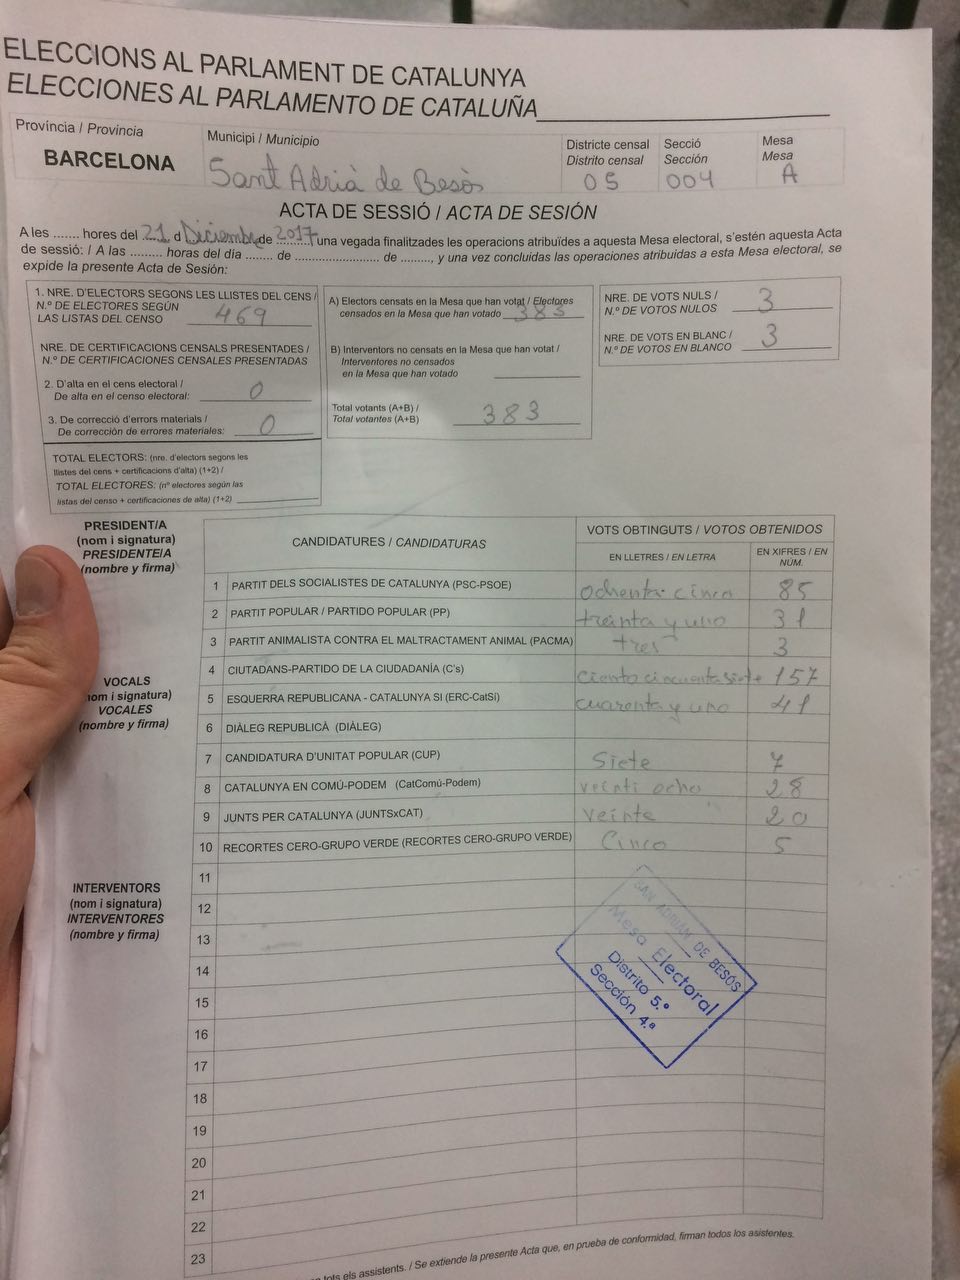 ELECCIONS AL PARLAMENT DE CATALUNYA
ELECCIONES AL PARLAMENTO DE CATALUÑA
Província / Provincia
BARCELONA
Municipi / Municipio
Sant Adrià de Besòs
Districte censal
Distrito censal
05
Secció
Sección
004
Mesa
Mesa
A
ACTA DE SESSIÓ / ACTA DE SESIÓN
A les ....... hores del 21 d Diciembre de 2017, una vegada finalitzades les operacions atribuïdes a aquesta Mesa electoral, s'estén aquesta Acta
de sessió: / A las ......... horas del día ........ de ........................ de ........., y una vez concluidas las operaciones atribuidas a esta Mesa electoral, se
expide la presente Acta de Sesión:
1. NRE. D'ELECTORS SEGONS LES LLISTES DEL CENS /
N.º DE ELECTORES SEGÚN
LAS LISTAS DEL CENSO 469
NRE. DE CERTIFICACIONS CENSALS PRESENTADES /
N.º DE CERTIFICACIONES CENSALES PRESENTADAS
2. D'alta en el cens electoral /
De alta en el censo electoral: 0
3. De correcció d'errors materials /
De corrección de errores materiales: 0
TOTAL ELECTORS: (nre. d'electors segons les
llistes del cens + certificacions d'alta) (1+2) /
TOTAL ELECTORES: (nº electores según las
listas del censo + certificaciones de alta) (1+2)
A) Electors censats en la Mesa que han votat / Electores
censados en la Mesa que han votado 383
B) Interventors no censats en la Mesa que han votat /
Interventores no censados
en la Mesa que han votado
Total votants (A+B) /
Total votantes (A+B) 383
NRE. DE VOTS NULS /
N.º DE VOTOS NULOS 3
NRE. DE VOTS EN BLANC /
N.º DE VOTOS EN BLANCO 3
PRESIDENT/A
(nom i signatura)
PRESIDENTE/A
(nombre y firma)
VOCALS
nom i signatura)
VOCALES
(nombre y firma)
INTERVENTORS
(nom i signatura)
INTERVENTORES
(nombre y firma)
CANDIDATURES / CANDIDATURAS
VOTS OBTINGUTS / VOTOS OBTENIDOS
EN LLETRES / EN LETRA
EN XIFRES / EN
NÚM.
1 PARTIT DELS SOCIALISTES DE CATALUNYA (PSC-PSOE) ochenta cinco 85
2 PARTIT POPULAR / PARTIDO POPULAR (PP) treinta y uno 31
3 PARTIT ANIMALISTA CONTRA EL MALTRACTAMENT ANIMAL (PACMA) tres 3
4 CIUTADANS-PARTIDO DE LA CIUDADANÍA (C's) ciento cincuenta siete 157
5 ESQUERRA REPUBLICANA - CATALUNYA SI (ERC-CatSí) cuarenta y uno 41
6 DIÀLEG REPUBLICÀ (DIÀLEG)
7 CANDIDATURA D'UNITAT POPULAR (CUP) Siete 7
8 CATALUNYA EN COMÚ-PODEM (CatComú-Podem) veinti ocho 28
9 JUNTS PER CATALUNYA (JUNTSxCAT) veinte 20
10 RECORTES CERO-GRUPO VERDE (RECORTES CERO-GRUPO VERDE) Cinco 5
11
12
13
14
15
16
17
18
19
20
21
22
23
SAN ADRIAN DE BESÓS
Mesa Electoral
Distrito 5.º
Sección 4.ª
tots els assistents. / Se extiende la presente Acta que, en prueba de conformidad, firman todos los asistentes.